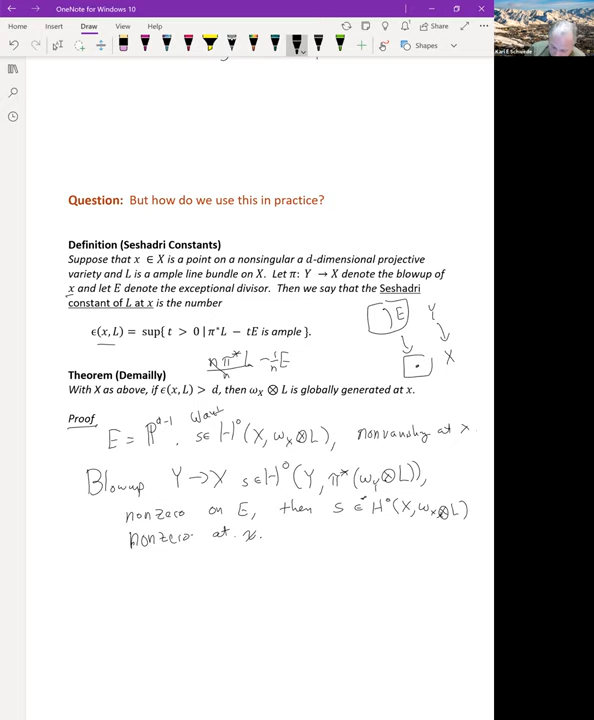 OneNote for Windows 10
Home Insert Draw View Help Share
Shapes
Karl E Schwede
Question: But how do we use this in practice?
Definition (Seshadri Constants)
Suppose that x ∈ X is a point on a nonsingular a d-dimensional projective
variety and L is a ample line bundle on X. Let π: Y → X denote the blowup of
x and let E denote the exceptional divisor. Then we say that the Seshadri
constant of L at x is the number
E Y
ϵ(x, L) = sup{ t > 0 | π*L − tE is ample }.
X
Theorem (Demailly)
With X as above, if ϵ(x, L) > d, then ω_X ⊗ L is globally generated at x.
Proof
E = P^{d-1}. Want s∈ H⁰(X, ω_X⊗L), nonvanishing at x.
Blowup Y → X s∈H⁰(Y, π*(ω_Y⊗L)),
nonzero on E, then s ∈ H⁰(X, ω_X⊗L)
nonzero at x.